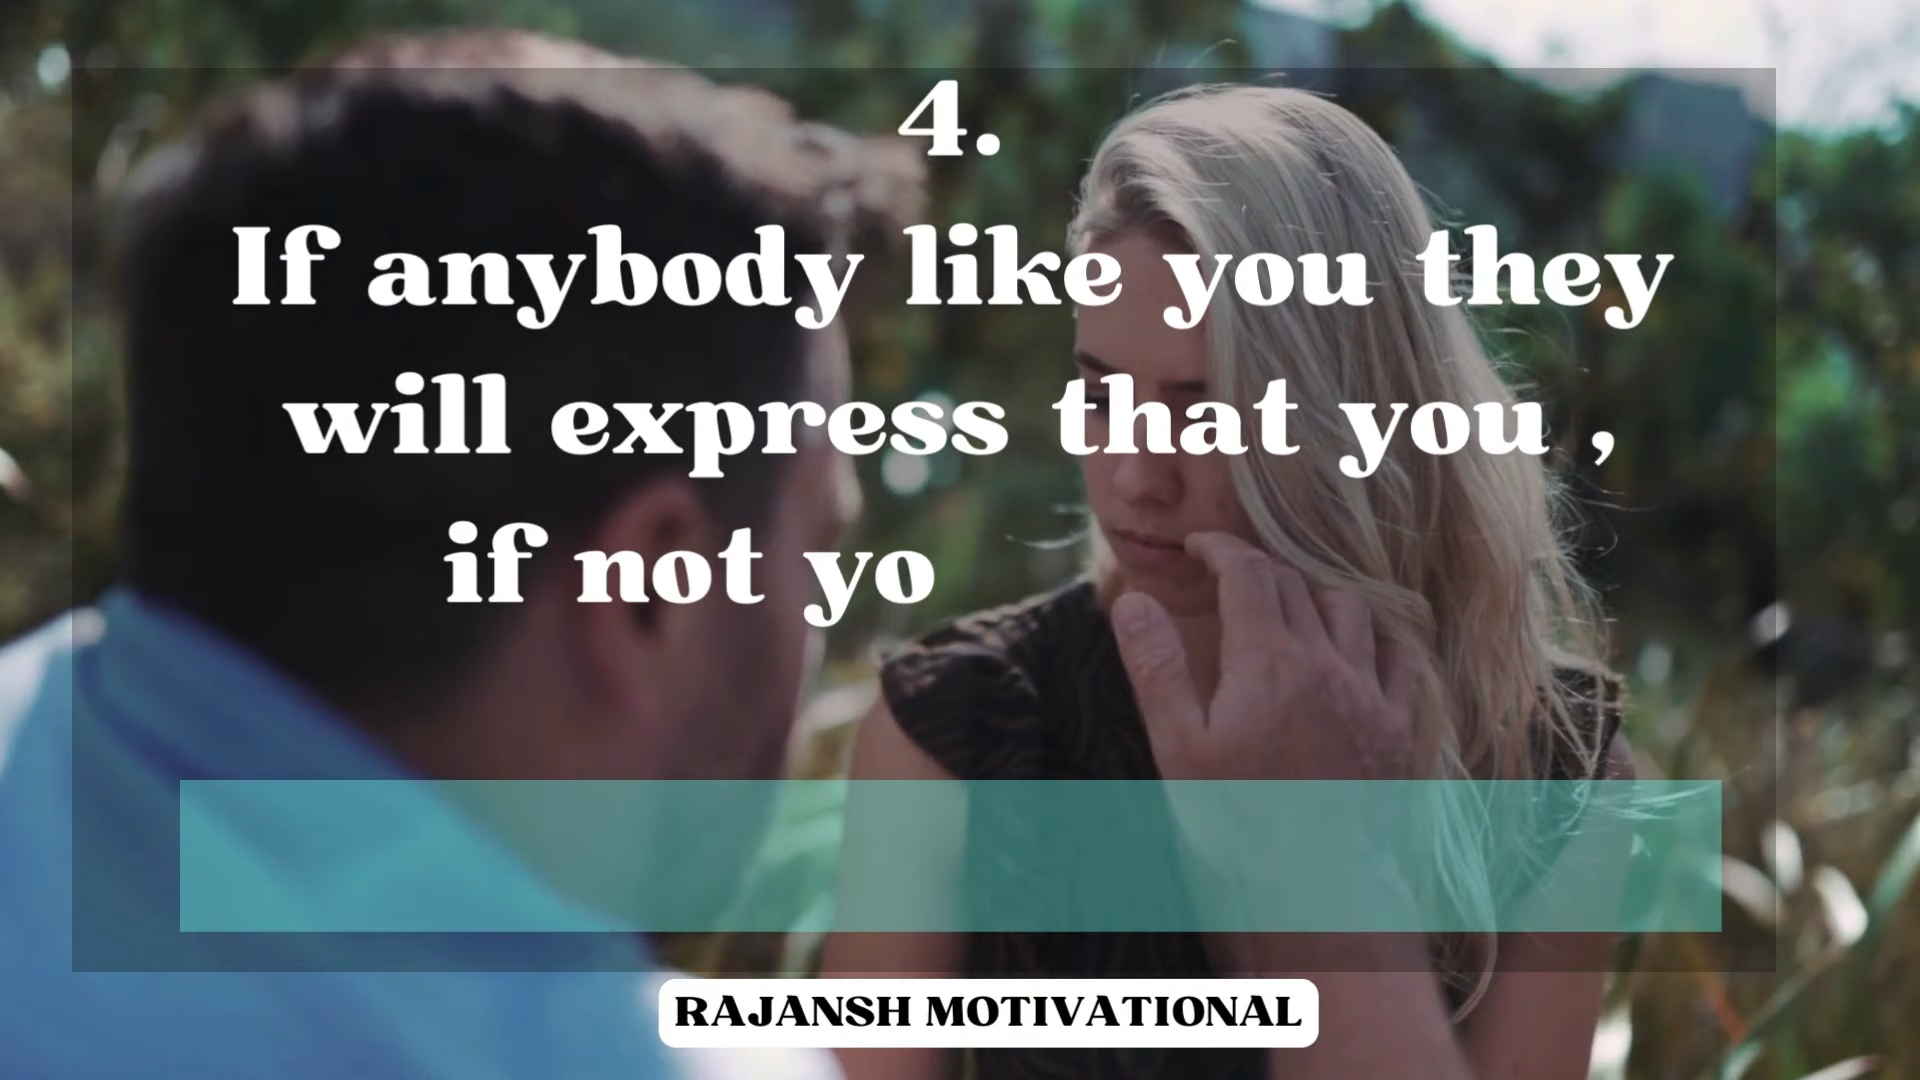 4.
If anybody like you they
will express that you ,
if not yo
RAJANSH MOTIVATIONAL